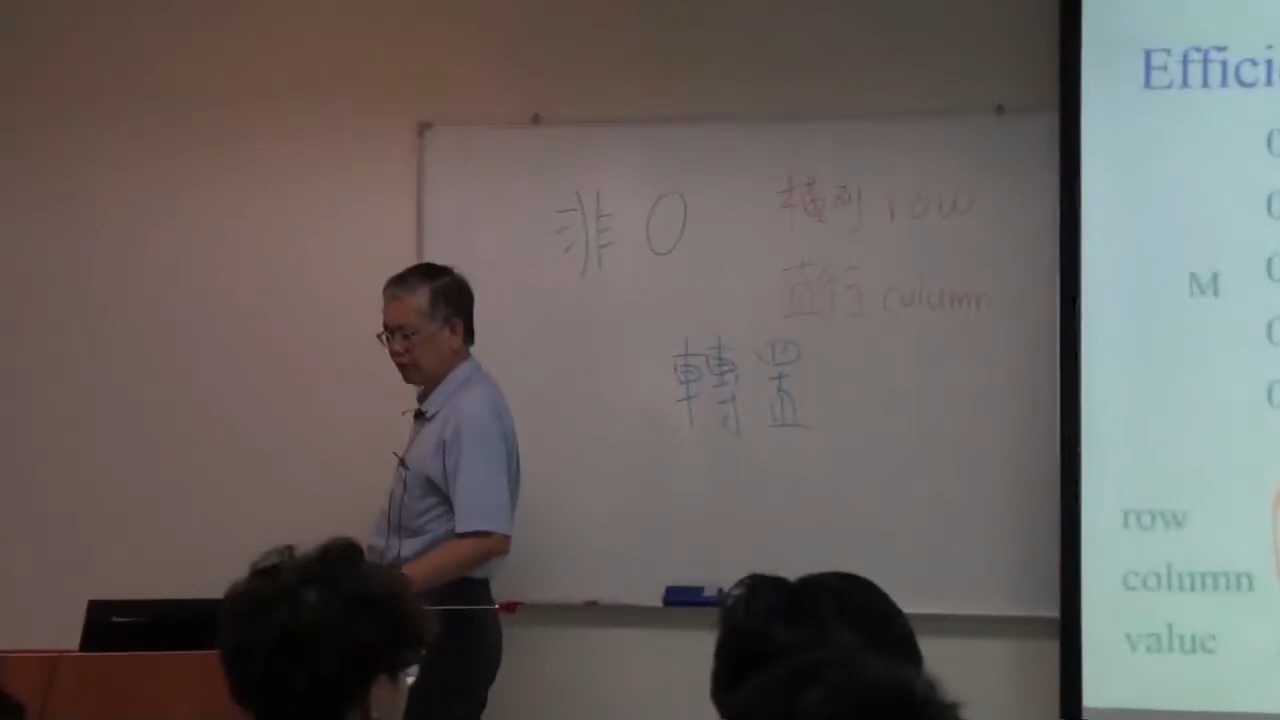 非 0
橫列 row
直行 column
轉置
Effici
M
row
column
value